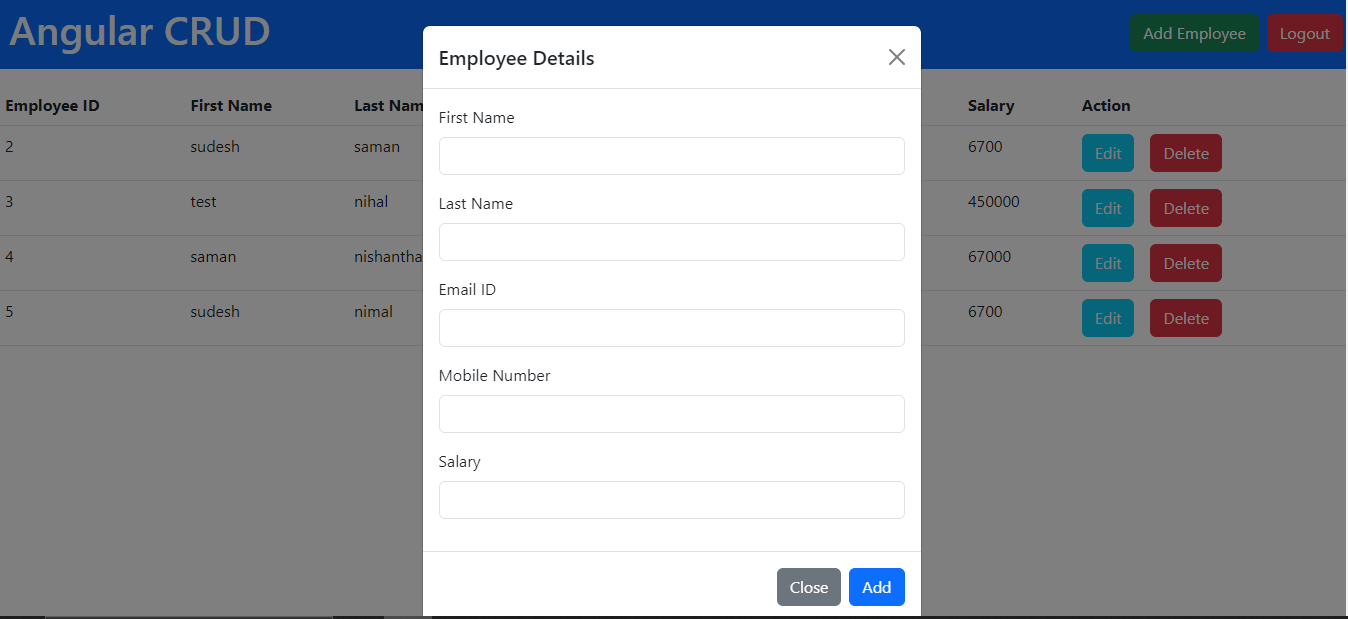 Angular CRUD
Add Employee Logout
Employee Details
Employee ID First Name Last Nam Salary Action
First Name
2 sudesh saman 6700 Edit Delete
Last Name
3 test nihal 450000 Edit Delete
4 saman nishantha 67000 Edit Delete
Email ID
5 sudesh nimal 6700 Edit Delete
Mobile Number
Salary
Close Add